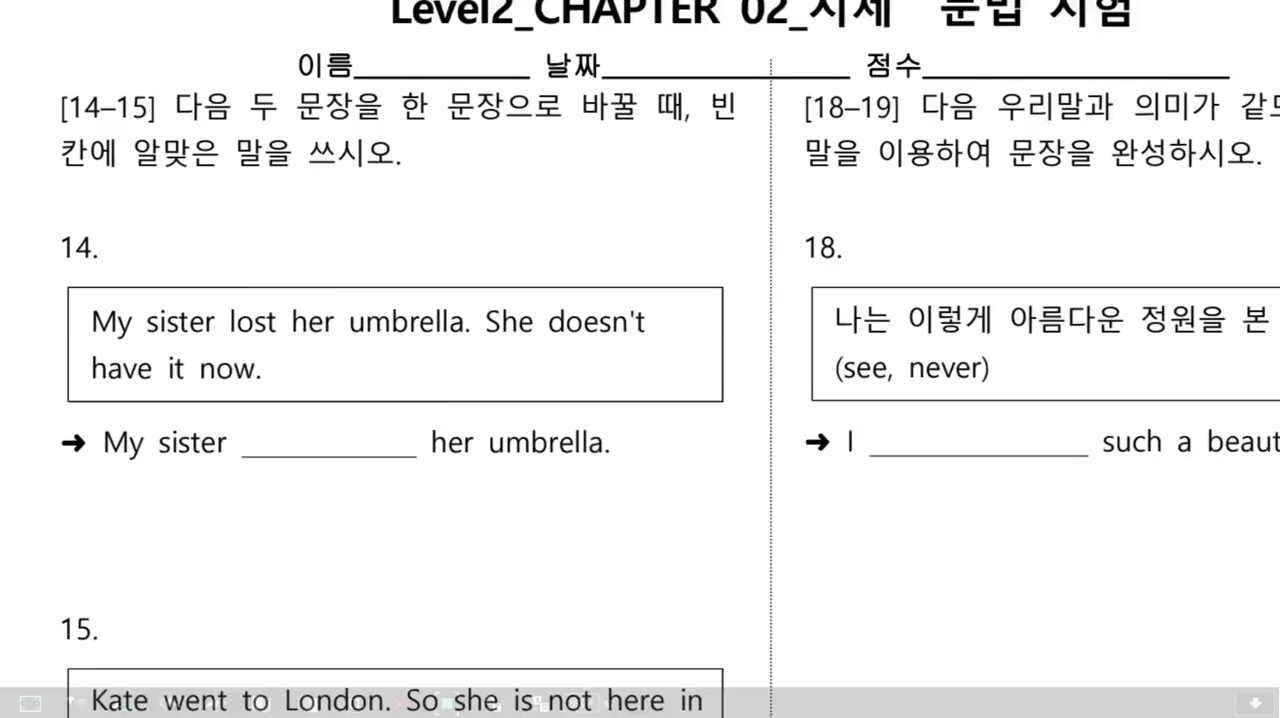 Level2_CHAPTER 02_시제 문법 시험
이름 날짜 점수
[14–15] 다음 두 문장을 한 문장으로 바꿀 때, 빈
칸에 알맞은 말을 쓰시오.
14.
My sister lost her umbrella. She doesn't
have it now.
➜ My sister ____________ her umbrella.
15.
Kate went to London. So she is not here in
[18–19] 다음 우리말과 의미가 같도
말을 이용하여 문장을 완성하시오.
18.
나는 이렇게 아름다운 정원을 본
(see, never)
➜ I _______________ such a beaut